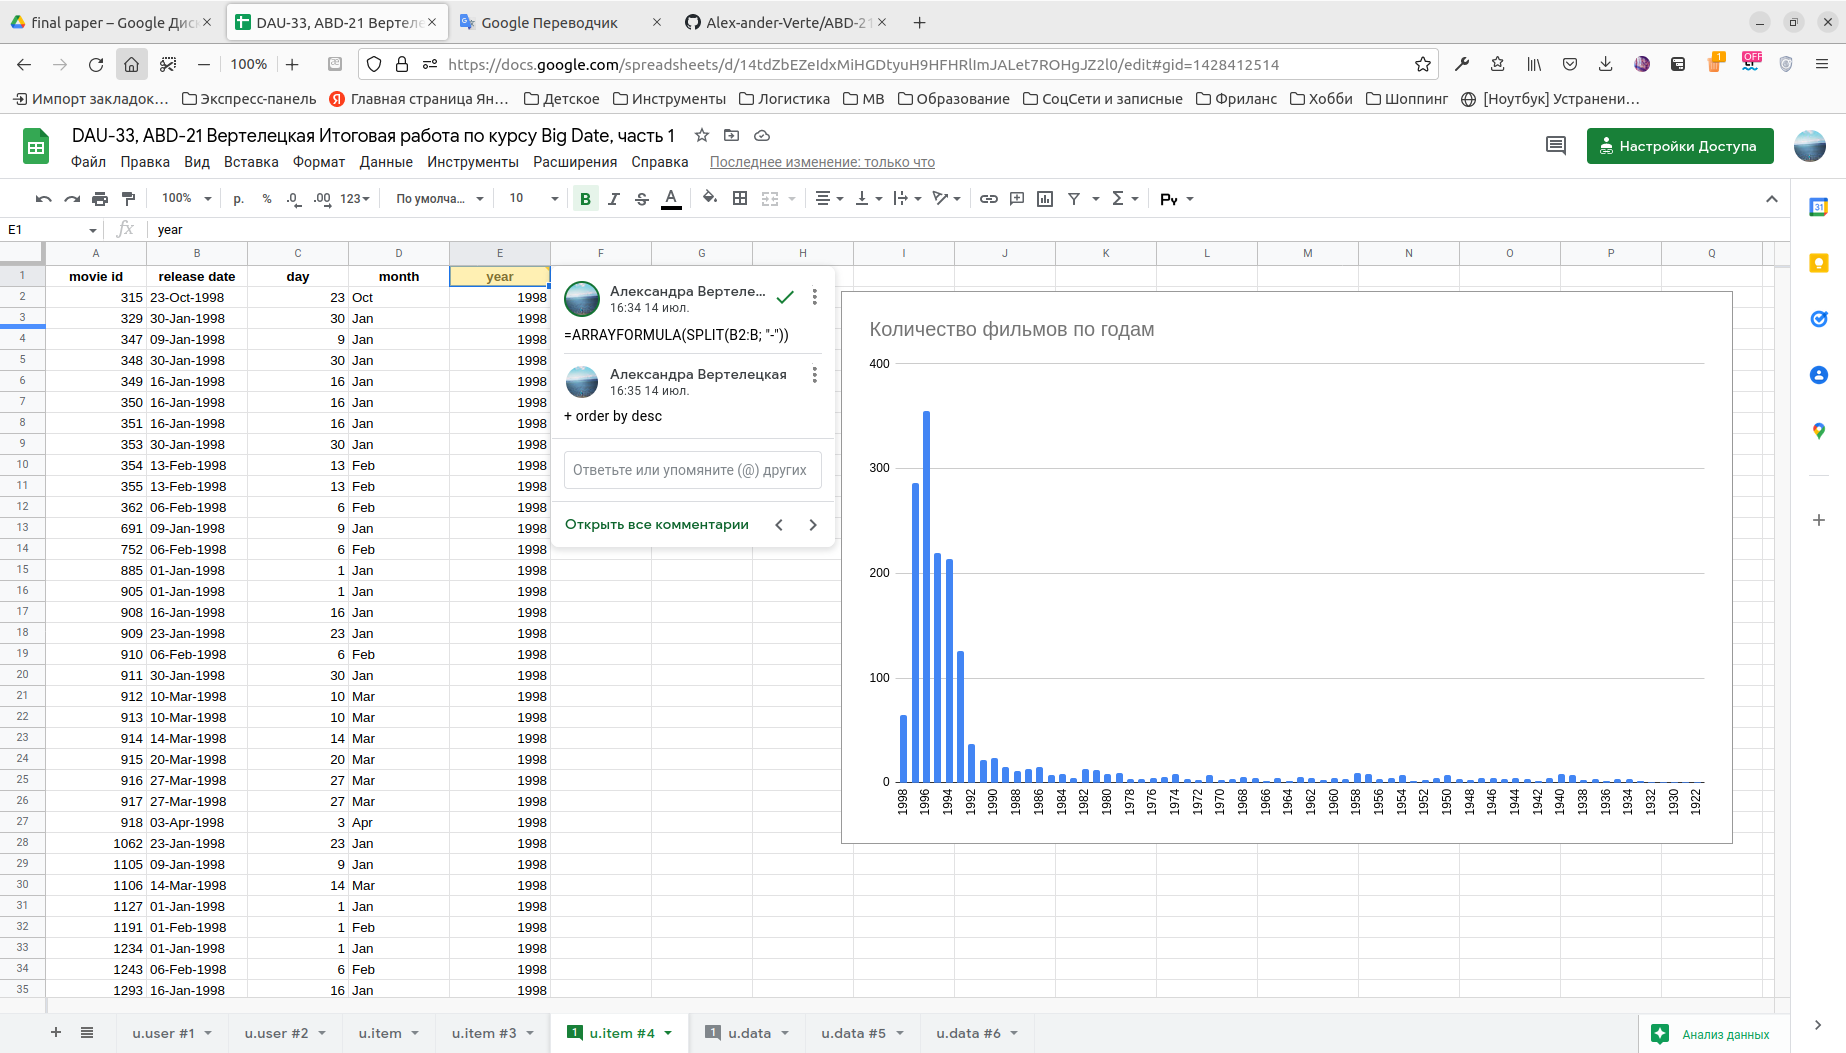 final paper – Google Дис
DAU-33, ABD-21 Вертеле
Google Переводчик
Alex-ander-Verte/ABD-21
100%
https://docs.google.com/spreadsheets/d/14tdZbEZeIdxMiHGDtyuH9HFHRlImJALet7ROHgJZ2l0/edit#gid=1428412514
1
OFF
Импорт закладок…
Экспресс-панель
Главная страница Ян…
Детское
Инструменты
Логистика
МВ
Образование
СоцСети и записные
Фриланс
Хобби
Шоппинг
[Ноутбук] Устранени…
DAU-33, ABD-21 Вертелецкая Итоговая работа по курсу Big Date, часть 1
Файл Правка Вид Вставка Формат Данные Инструменты Расширения Справка Последнее изменение: только что
Настройки Доступа
100% р. % .0 .00 123 По умолча... 10 B I S A Σ Py
31
E1 fx year
A B C D E F G H I J K L M N O P Q
1 movie id release date day month year
2 315 23-Oct-1998 23 Oct 1998
3 329 30-Jan-1998 30 Jan 1998
4 347 09-Jan-1998 9 Jan 1998
5 348 30-Jan-1998 30 Jan 1998
6 349 16-Jan-1998 16 Jan 1998
7 350 16-Jan-1998 16 Jan 1998
8 351 16-Jan-1998 16 Jan 1998
9 353 30-Jan-1998 30 Jan 1998
10 354 13-Feb-1998 13 Feb 1998
11 355 13-Feb-1998 13 Feb 1998
12 362 06-Feb-1998 6 Feb 1998
13 691 09-Jan-1998 9 Jan 1998
14 752 06-Feb-1998 6 Feb 1998
15 885 01-Jan-1998 1 Jan 1998
16 905 01-Jan-1998 1 Jan 1998
17 908 16-Jan-1998 16 Jan 1998
18 909 23-Jan-1998 23 Jan 1998
19 910 06-Feb-1998 6 Feb 1998
20 911 30-Jan-1998 30 Jan 1998
21 912 10-Mar-1998 10 Mar 1998
22 913 10-Mar-1998 10 Mar 1998
23 914 14-Mar-1998 14 Mar 1998
24 915 20-Mar-1998 20 Mar 1998
25 916 27-Mar-1998 27 Mar 1998
26 917 27-Mar-1998 27 Mar 1998
27 918 03-Apr-1998 3 Apr 1998
28 1062 23-Jan-1998 23 Jan 1998
29 1105 09-Jan-1998 9 Jan 1998
30 1106 14-Mar-1998 14 Mar 1998
31 1127 01-Jan-1998 1 Jan 1998
32 1191 01-Feb-1998 1 Feb 1998
33 1234 01-Jan-1998 1 Jan 1998
34 1243 06-Feb-1998 6 Feb 1998
35 1293 16-Jan-1998 16 Jan 1998
Александра Вертеле...
16:34 14 июл.
=ARRAYFORMULA(SPLIT(B2:B; "-"))
Александра Вертелецкая
16:35 14 июл.
+ order by desc
Ответьте или упомяните (@) других
Открыть все комментарии
Количество фильмов по годам
400
300
200
100
0
1998 1996 1994 1992 1990 1988 1986 1984 1982 1980 1978 1976 1974 1972 1970 1968 1966 1964 1962 1960 1958 1956 1954 1952 1950 1948 1946 1944 1942 1940 1938 1936 1934 1932 1930 1922
u.user #1
u.user #2
u.item
u.item #3
1 u.item #4
1 u.data
u.data #5
u.data #6
Анализ данных